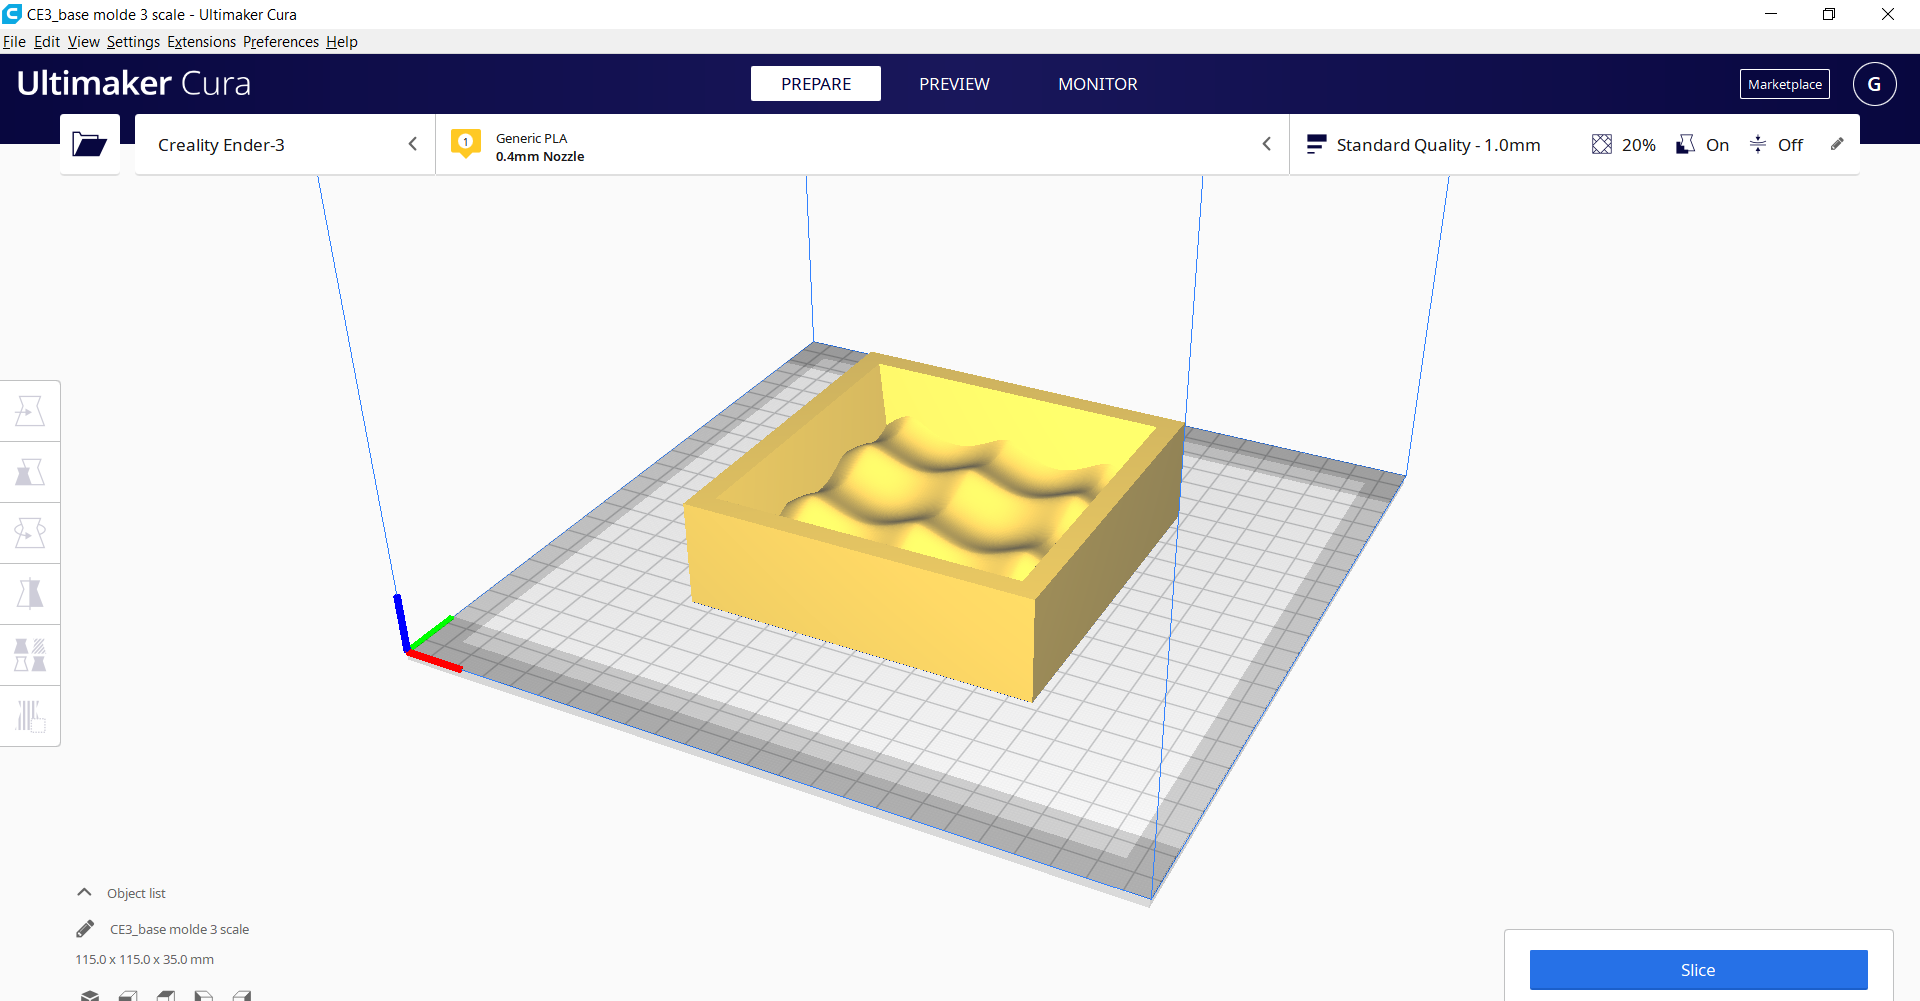 CE3_base molde 3 scale - Ultimaker Cura
File Edit View Settings Extensions Preferences Help
Ultimaker Cura
PREPARE PREVIEW MONITOR
Marketplace
G
Creality Ender-3
1
Generic PLA
0.4mm Nozzle
Standard Quality - 1.0mm
20% On Off
Object list
CE3_base molde 3 scale
115.0 x 115.0 x 35.0 mm
Slice